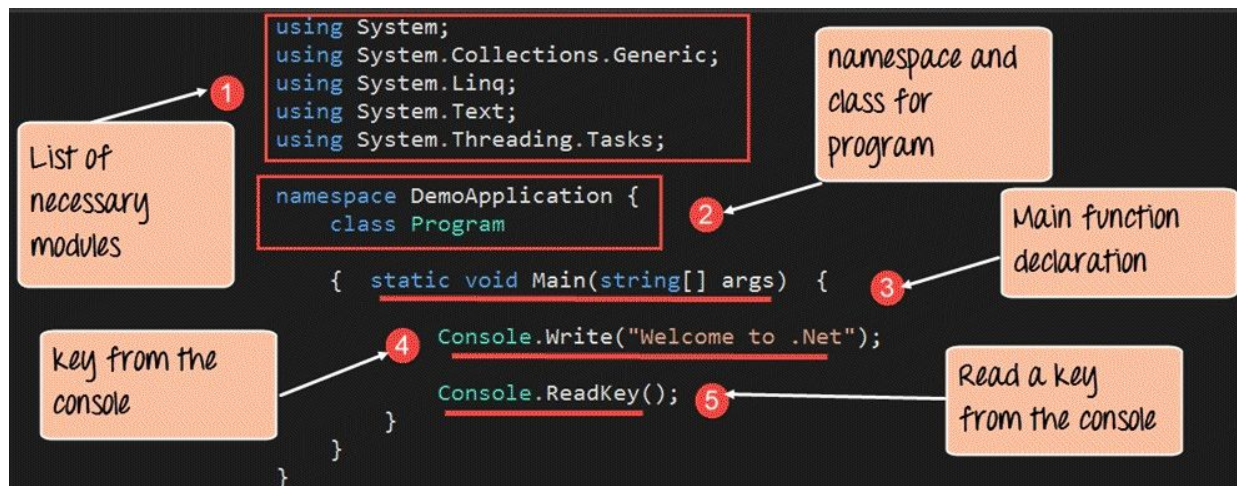 using System;
using System.Collections.Generic;
using System.Linq;
using System.Text;
using System.Threading.Tasks;
1
List of
necessary
modules
namespace and
class for
program
namespace DemoApplication {
class Program
2
Main function
declaration
{ static void Main(string[] args) {
3
key from the
console
4
Console.Write("Welcome to .Net");
Console.ReadKey();
5
Read a key
from the console
}
}
}